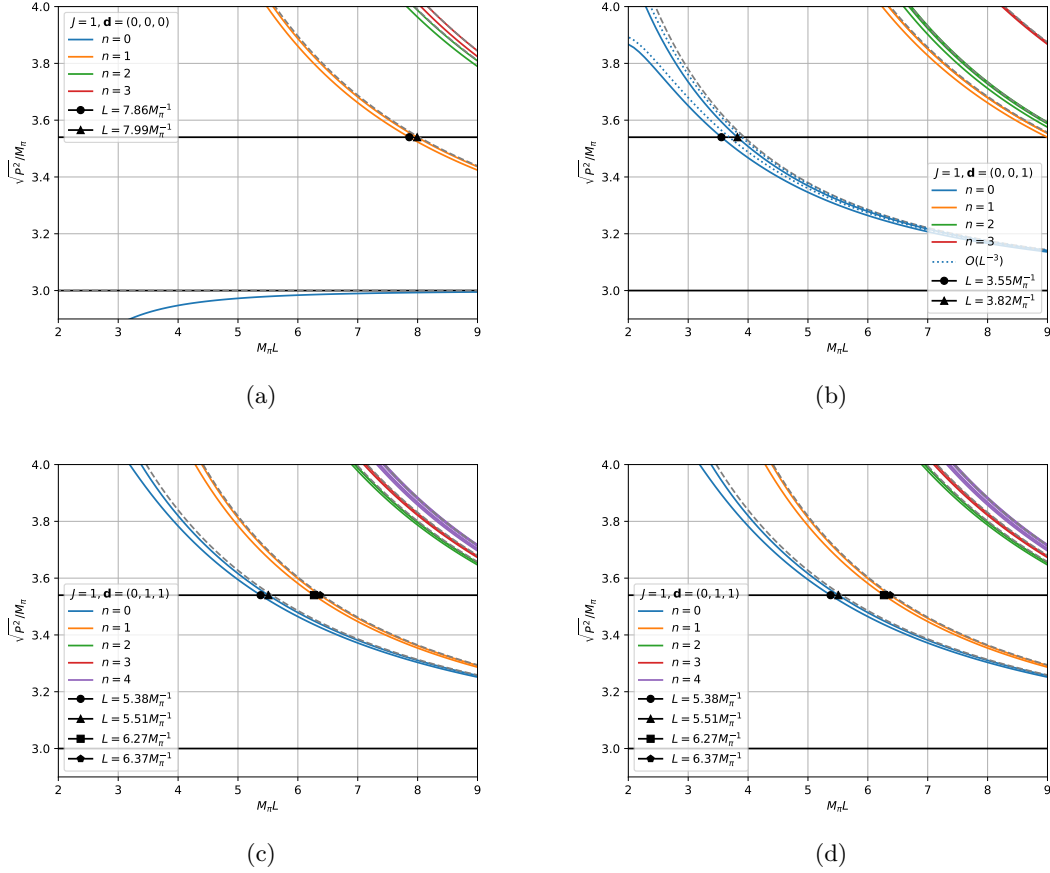 4.0
3.8
3.6
3.4
3.2
3.0
√P² / Mπ
J = 1, d = (0, 0, 0)
n = 0
n = 1
n = 2
n = 3
L = 7.86Mπ⁻¹
L = 7.99Mπ⁻¹
2 3 4 5 6 7 8 9
MπL
(a)
4.0
3.8
3.6
3.4
3.2
3.0
√P² / Mπ
J = 1, d = (0, 0, 1)
n = 0
n = 1
n = 2
n = 3
O(L⁻³)
L = 3.55Mπ⁻¹
L = 3.82Mπ⁻¹
2 3 4 5 6 7 8 9
MπL
(b)
4.0
3.8
3.6
3.4
3.2
3.0
√P² / Mπ
J = 1, d = (0, 1, 1)
n = 0
n = 1
n = 2
n = 3
n = 4
L = 5.38Mπ⁻¹
L = 5.51Mπ⁻¹
L = 6.27Mπ⁻¹
L = 6.37Mπ⁻¹
2 3 4 5 6 7 8 9
MπL
(c)
4.0
3.8
3.6
3.4
3.2
3.0
√P² / Mπ
J = 1, d = (0, 1, 1)
n = 0
n = 1
n = 2
n = 3
n = 4
L = 5.38Mπ⁻¹
L = 5.51Mπ⁻¹
L = 6.27Mπ⁻¹
L = 6.37Mπ⁻¹
2 3 4 5 6 7 8 9
MπL
(d)